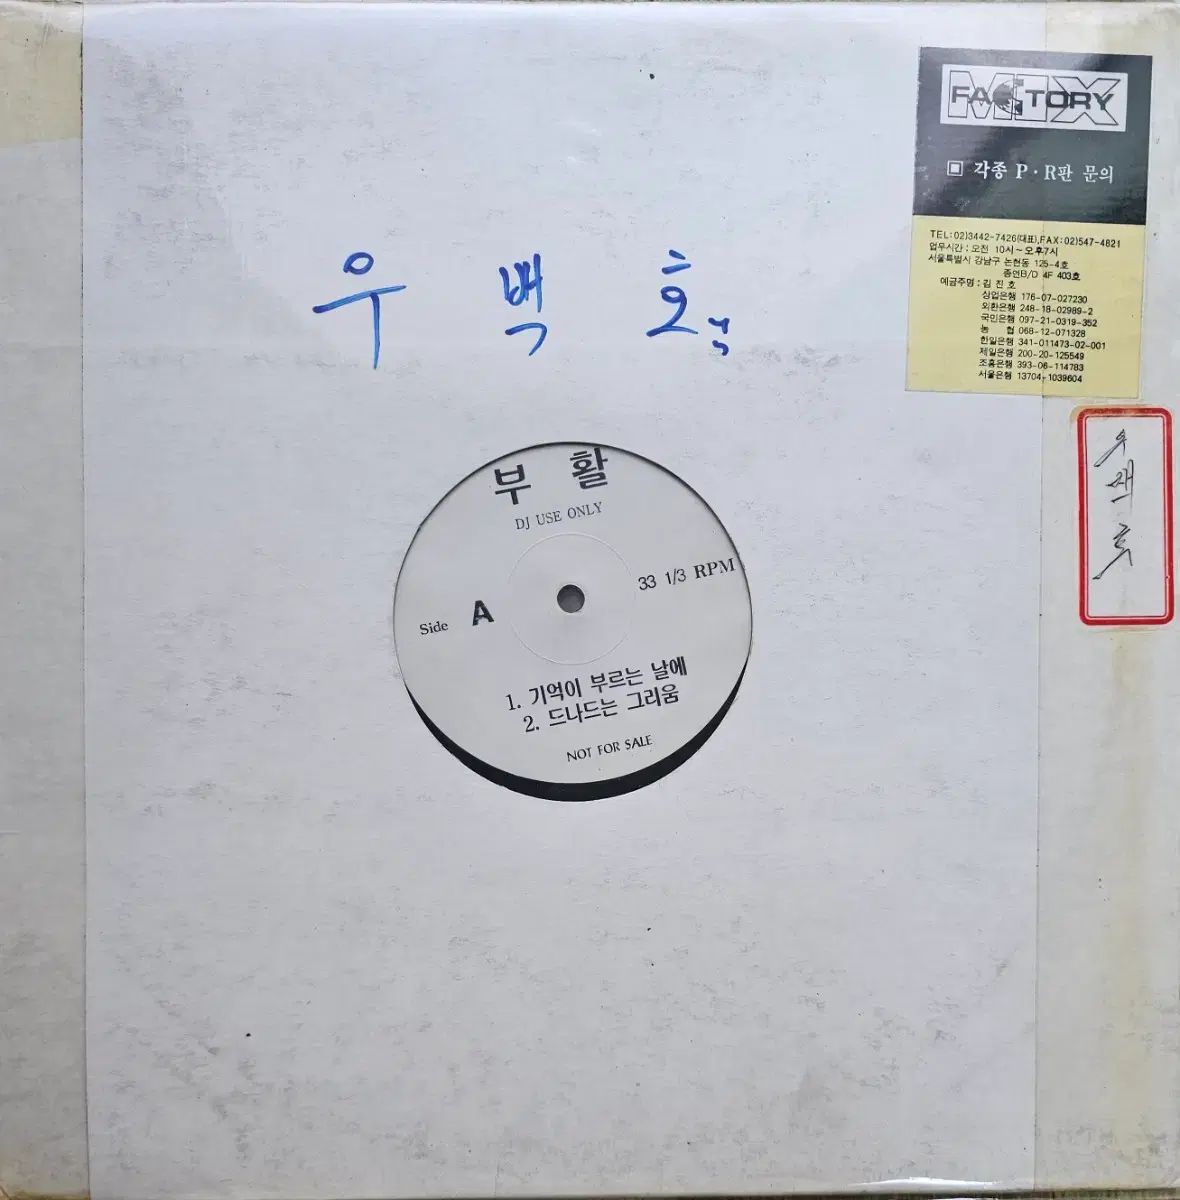 FACTORY
MIX
▣ 각종 P·R판 문의
TEL:02)3442-7426(대표),FAX:02)547-4821
업무시간: 오전 10시~오후7시
서울특별시 강남구 논현동 125-4호
종언B/D 4F 403호
예금주명: 김 진 호
상업은행 176-07-027230
외환은행 248-18-02989-2
국민은행 097-21-0319-352
농 협 068-12-071328
한일은행 341-011473-02-001
제일은행 200-20-125549
조흥은행 393-06-114783
서울은행 13704-1039604
우 백 호
우백호
부 활
DJ USE ONLY
33 1/3 RPM
Side A
1. 기억이 부르는 날에
2. 드나드는 그리움
NOT FOR SALE